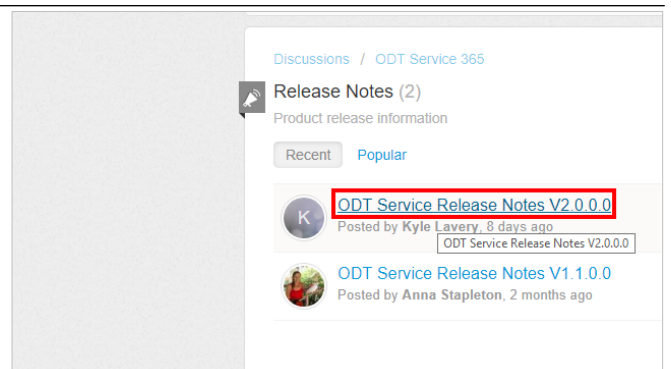 Discussions / ODT Service 365
Release Notes (2)
Product release information
Recent Popular
K
ODT Service Release Notes V2.0.0.0
Posted by Kyle Lavery, 8 days ago
ODT Service Release Notes V2.0.0.0
ODT Service Release Notes V1.1.0.0
Posted by Anna Stapleton, 2 months ago